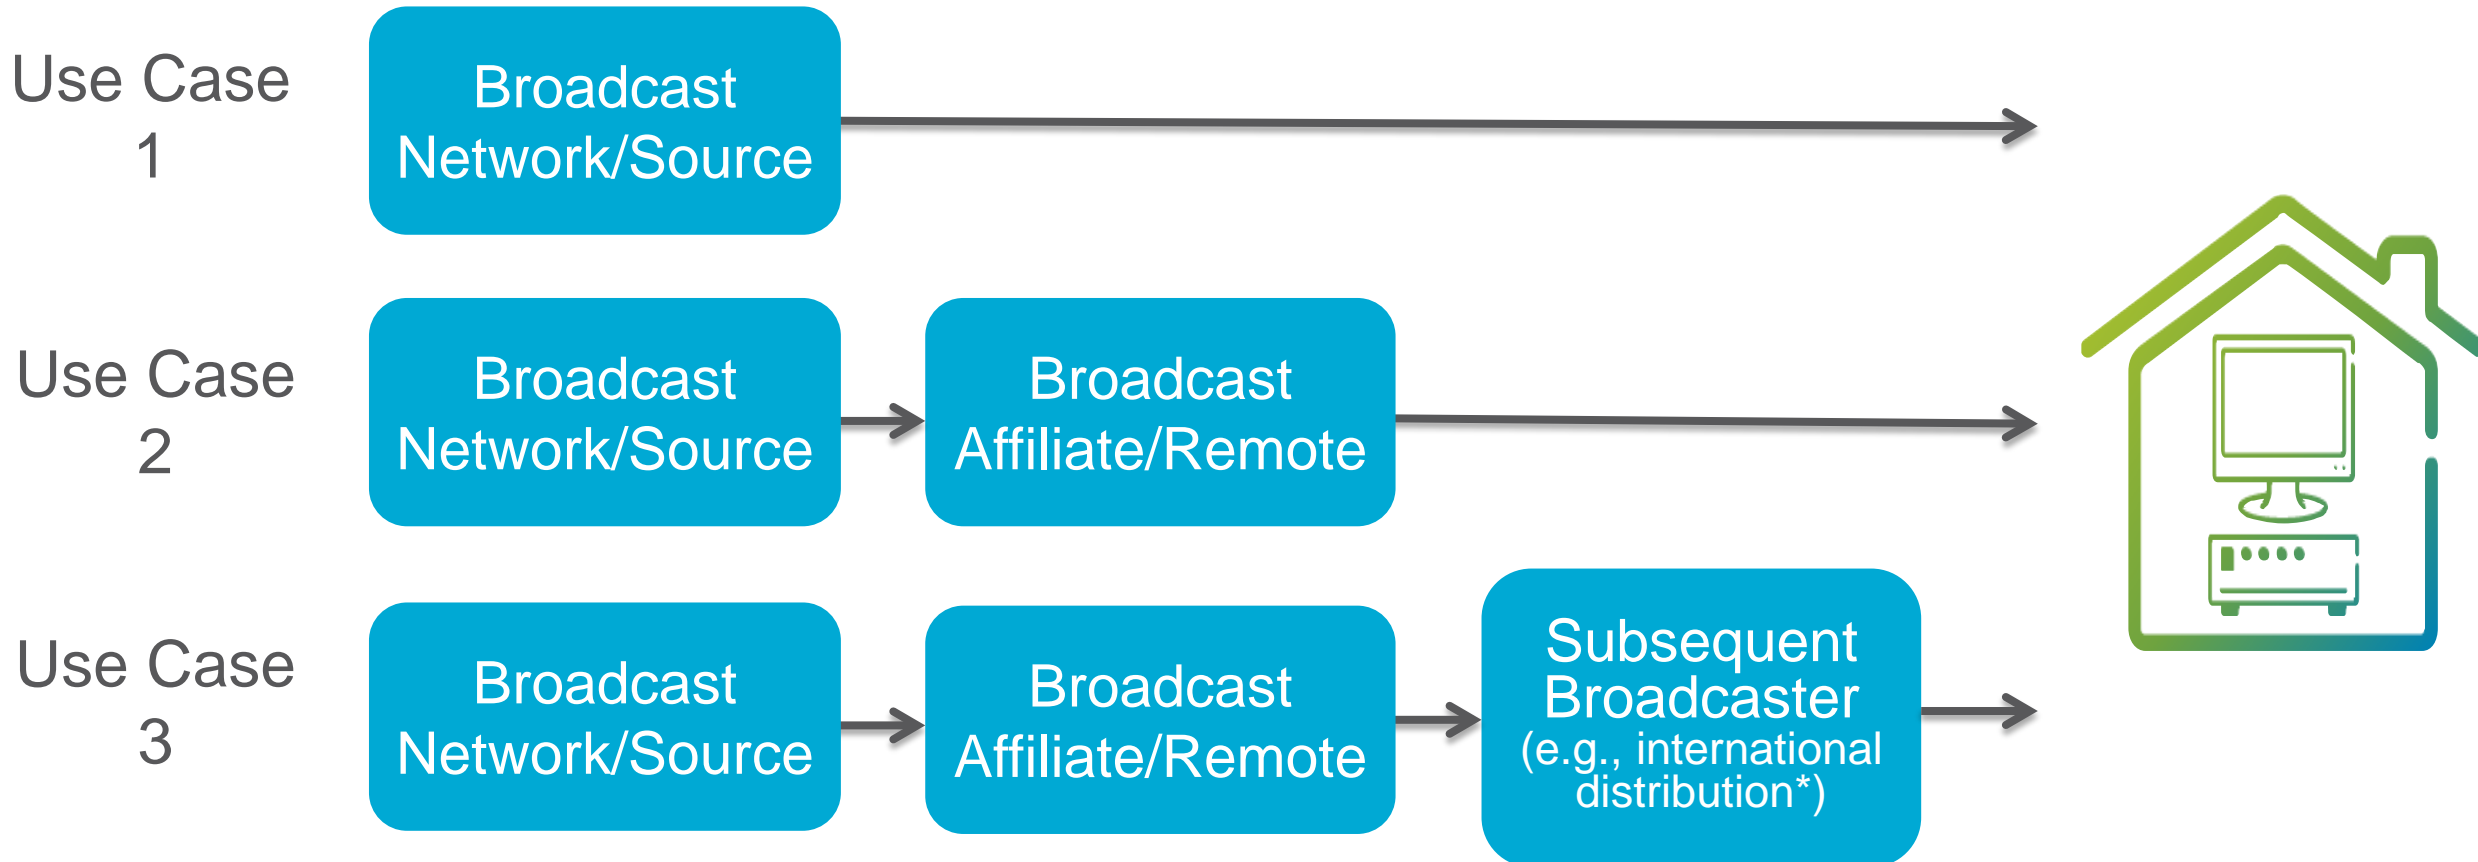 Use Case
1
Broadcast
Network/Source
Use Case
2
Broadcast
Network/Source
Broadcast
Affiliate/Remote
Use Case
3
Broadcast
Network/Source
Broadcast
Affiliate/Remote
Subsequent
Broadcaster
(e.g., international
distribution*)